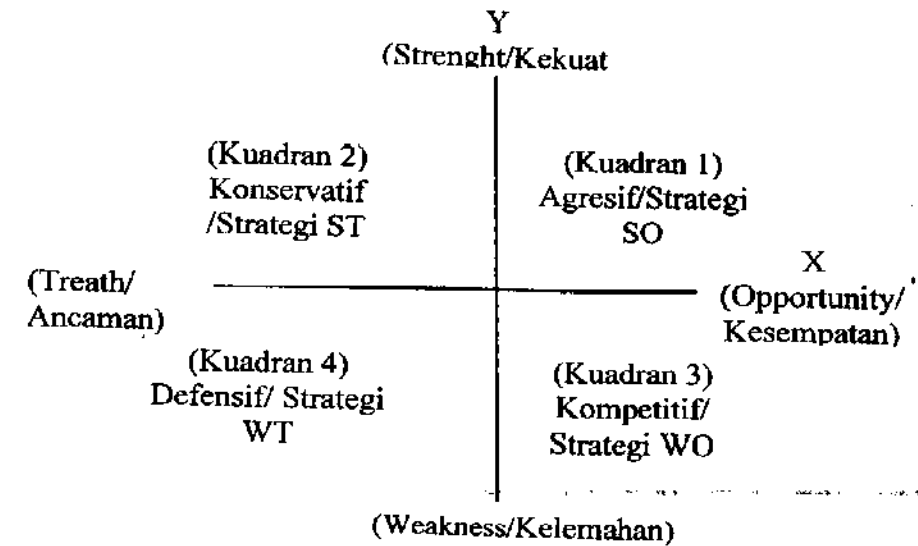 Y
(Strenght/Kekuat
(Kuadran 2)
Konservatif
/Strategi ST
(Kuadran 1)
Agresif/Strategi
SO
X
(Treath/
Ancaman)
(Opportunity/
Kesempatan)
(Kuadran 4)
Defensif/ Strategi
WT
(Kuadran 3)
Kompetitif/
Strategi WO
(Weakness/Kelemahan)